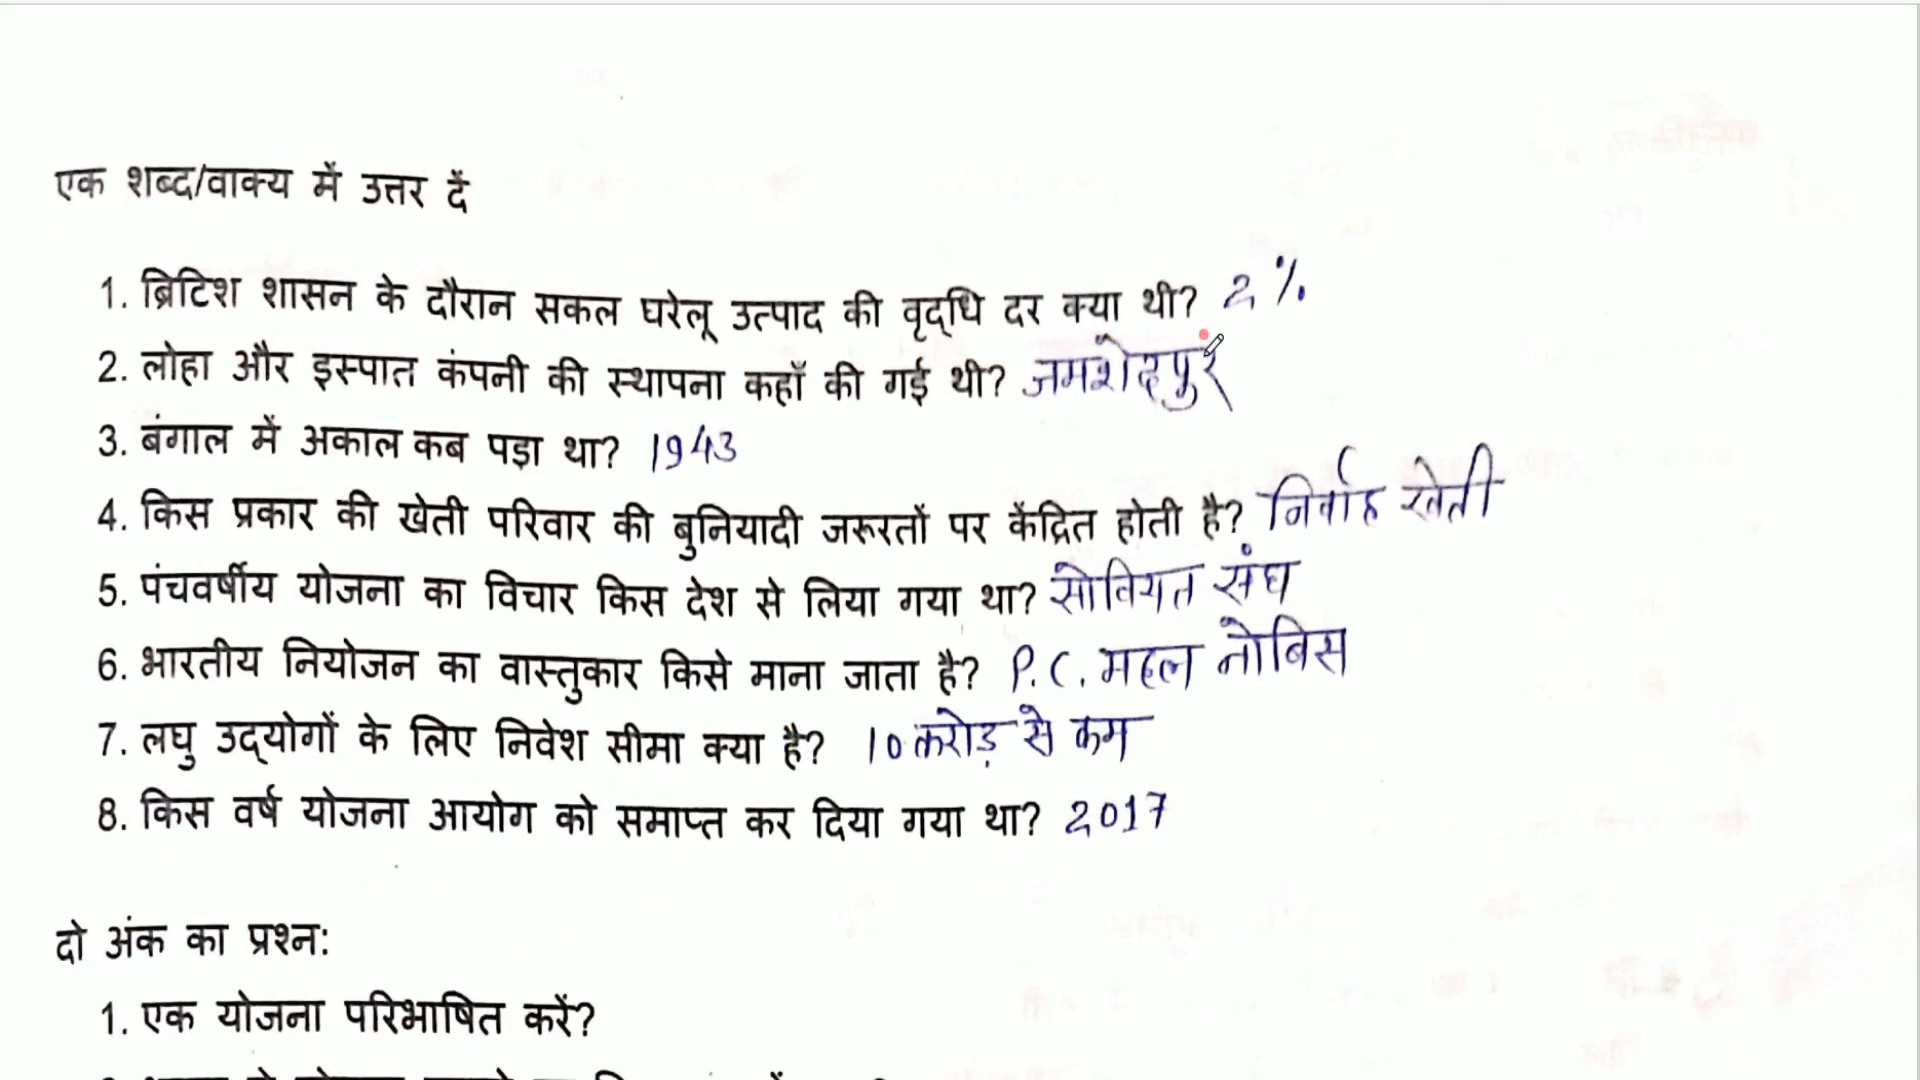 एक शब्द/वाक्य में उत्तर दें
1. ब्रिटिश शासन के दौरान सकल घरेलू उत्पाद की वृद्धि दर क्या थी? 2%
2. लोहा और इस्पात कंपनी की स्थापना कहाँ की गई थी? जमशेदपुर
3. बंगाल में अकाल कब पड़ा था? 1943
4. किस प्रकार की खेती परिवार की बुनियादी जरूरतों पर केंद्रित होती है? निर्वाह खेती
5. पंचवर्षीय योजना का विचार किस देश से लिया गया था? सोवियत संघ
6. भारतीय नियोजन का वास्तुकार किसे माना जाता है? P.C. महल नोबिस
7. लघु उद्योगों के लिए निवेश सीमा क्या है? 10 करोड़ से कम
8. किस वर्ष योजना आयोग को समाप्त कर दिया गया था? 2017
दो अंक का प्रश्न:
1. एक योजना परिभाषित करें?